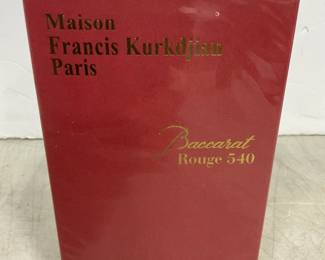 Maison
Francis Kurkdjian
Paris
Baccarat
Rouge 540